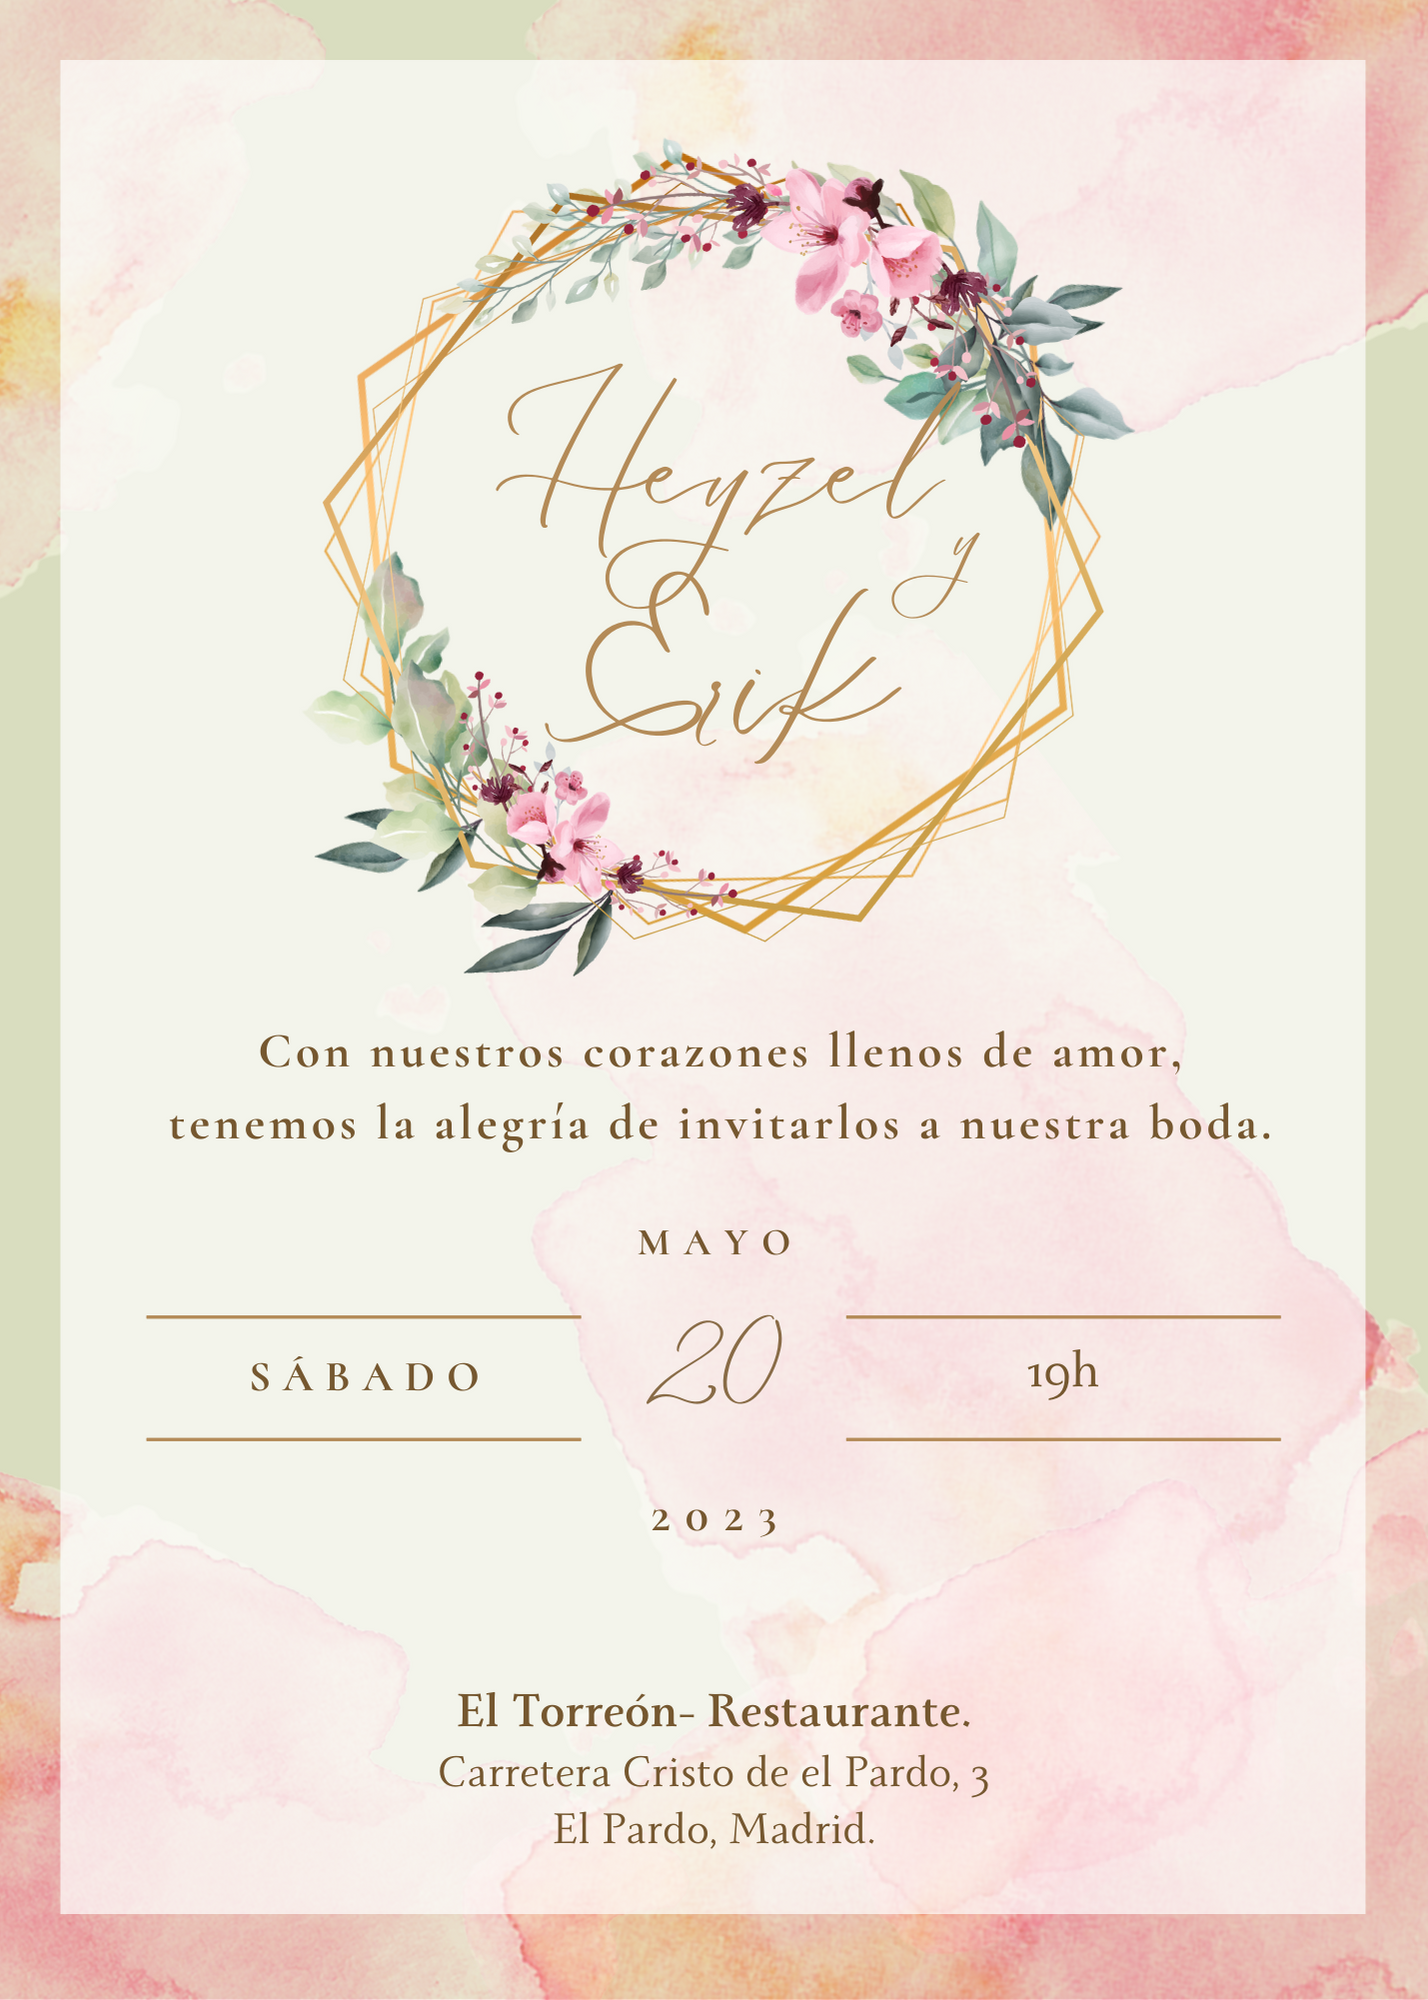 Heyzel
y
Erik
Con nuestros corazones llenos de amor,
tenemos la alegría de invitarlos a nuestra boda.
MAYO
SÁBADO 20 19h
2023
El Torreón- Restaurante.
Carretera Cristo de el Pardo, 3
El Pardo, Madrid.